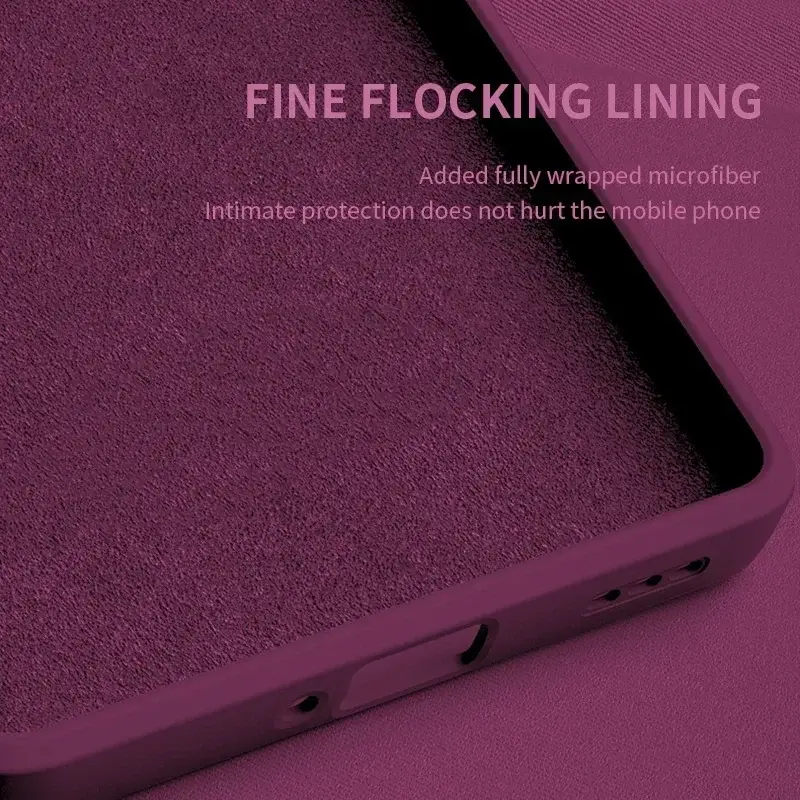 FINE FLOCKING LINING
Added fully wrapped microfiber
Intimate protection does not hurt the mobile phone